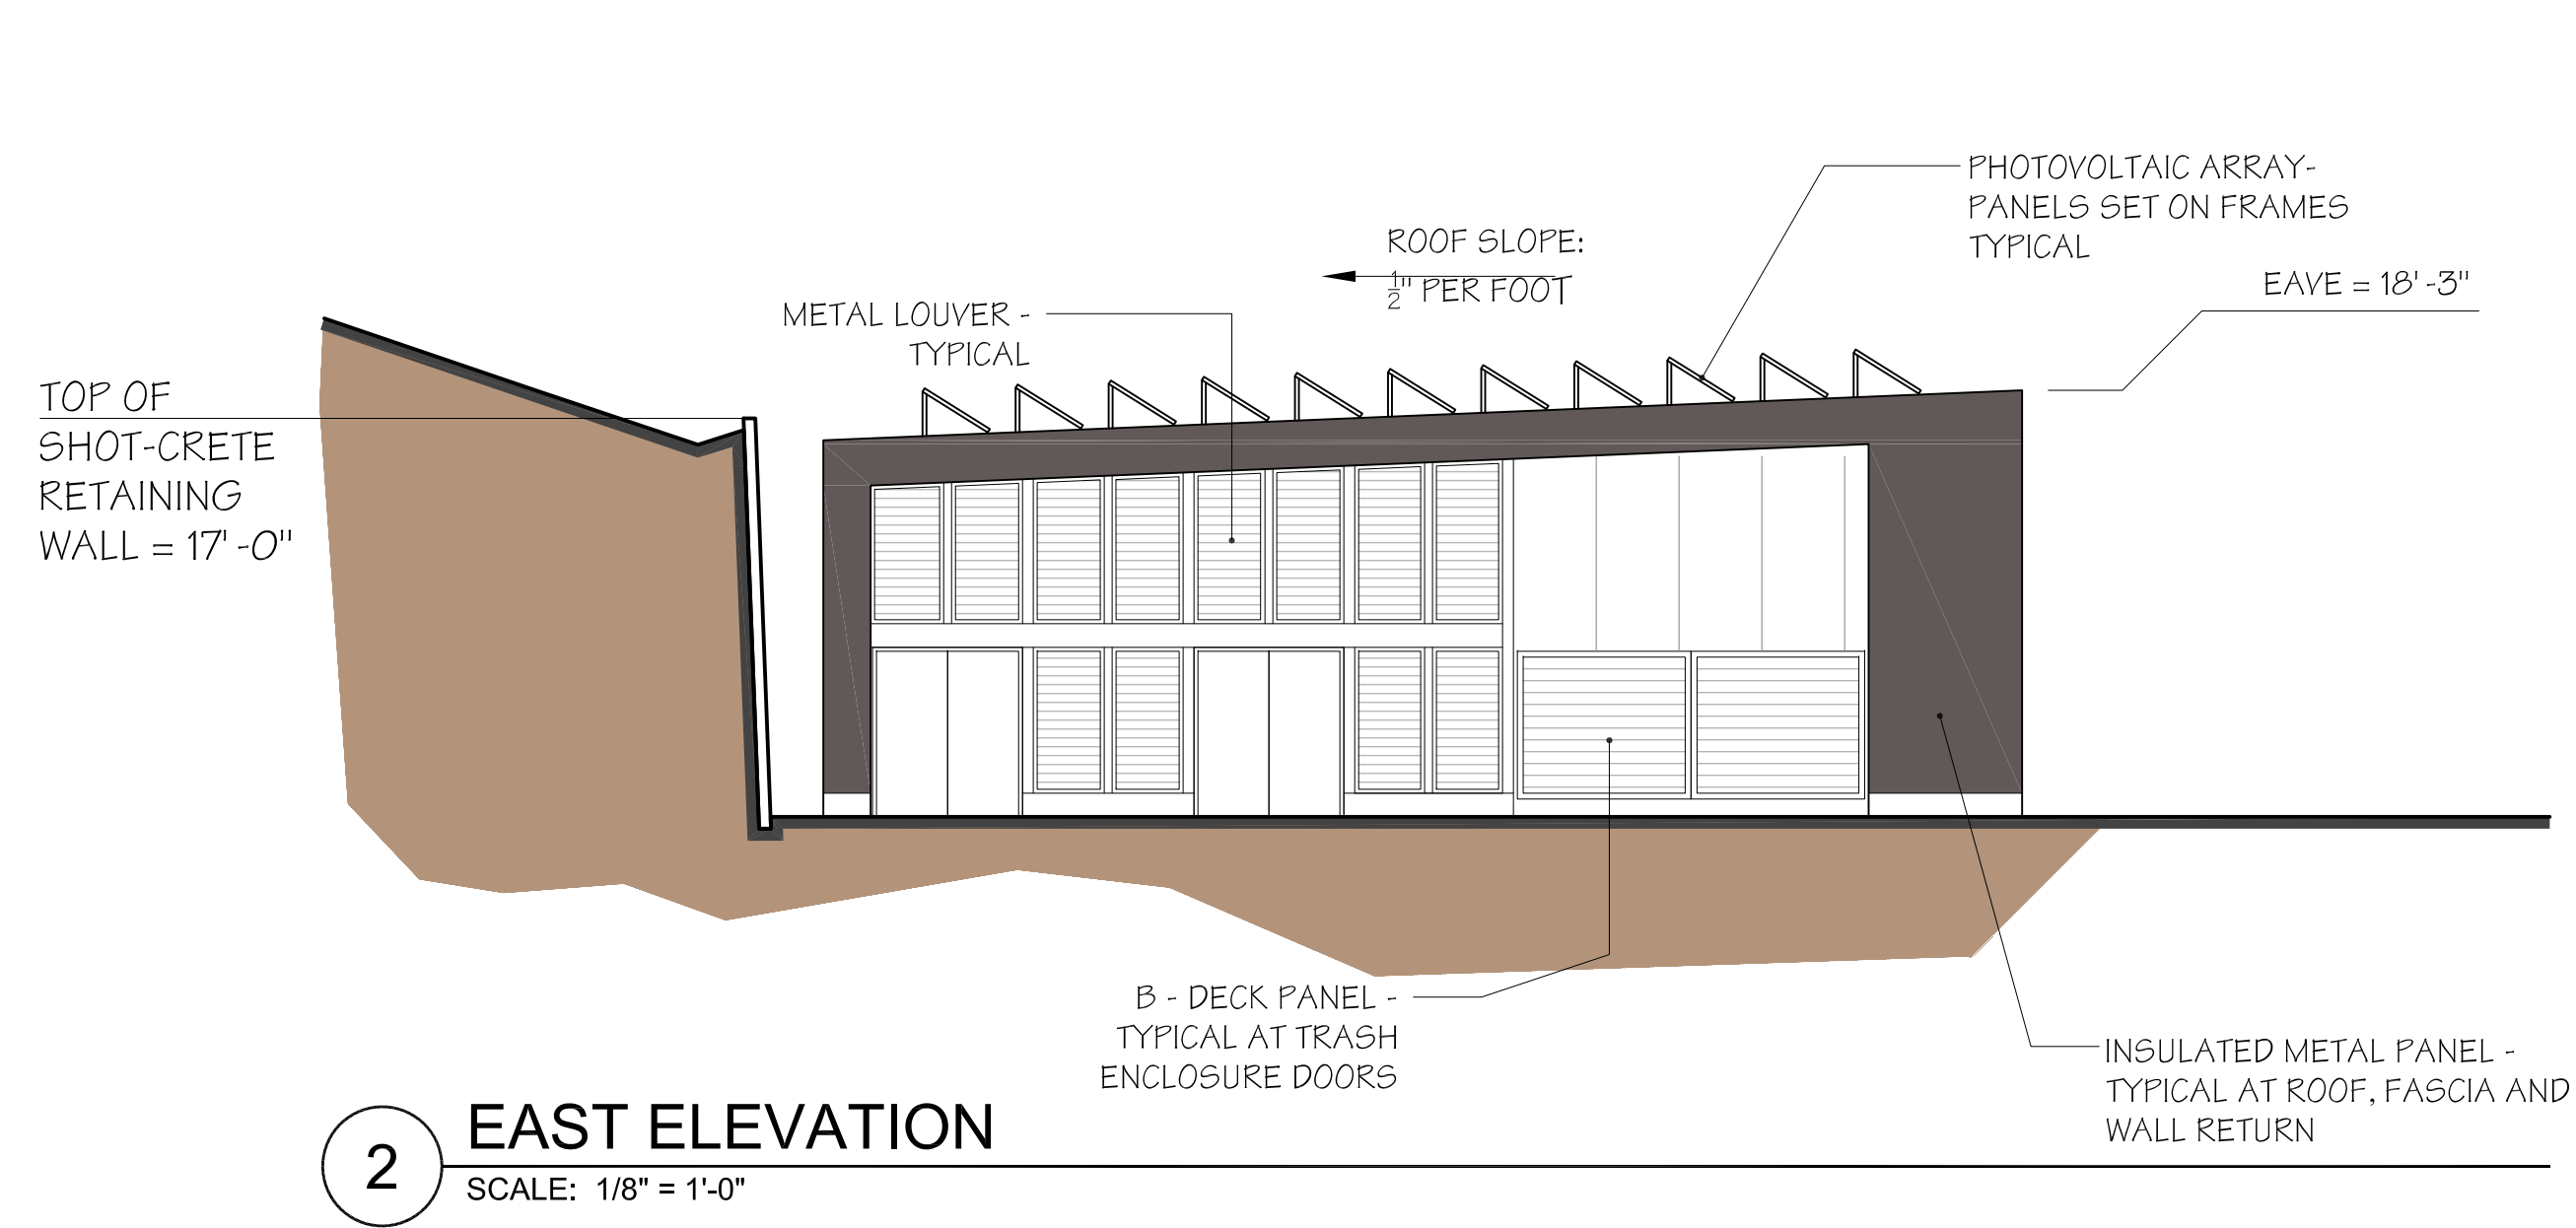 PHOTOVOLTAIC ARRAY-
PANELS SET ON FRAMES
TYPICAL
ROOF SLOPE:
1/2" PER FOOT
EAVE = 18'-3"
METAL LOUVER -
TYPICAL
TOP OF
SHOT-CRETE
RETAINING
WALL = 17'-0"
B - DECK PANEL -
TYPICAL AT TRASH
ENCLOSURE DOORS
INSULATED METAL PANEL -
TYPICAL AT ROOF, FASCIA AND
WALL RETURN
2
EAST ELEVATION
SCALE: 1/8" = 1'-0"